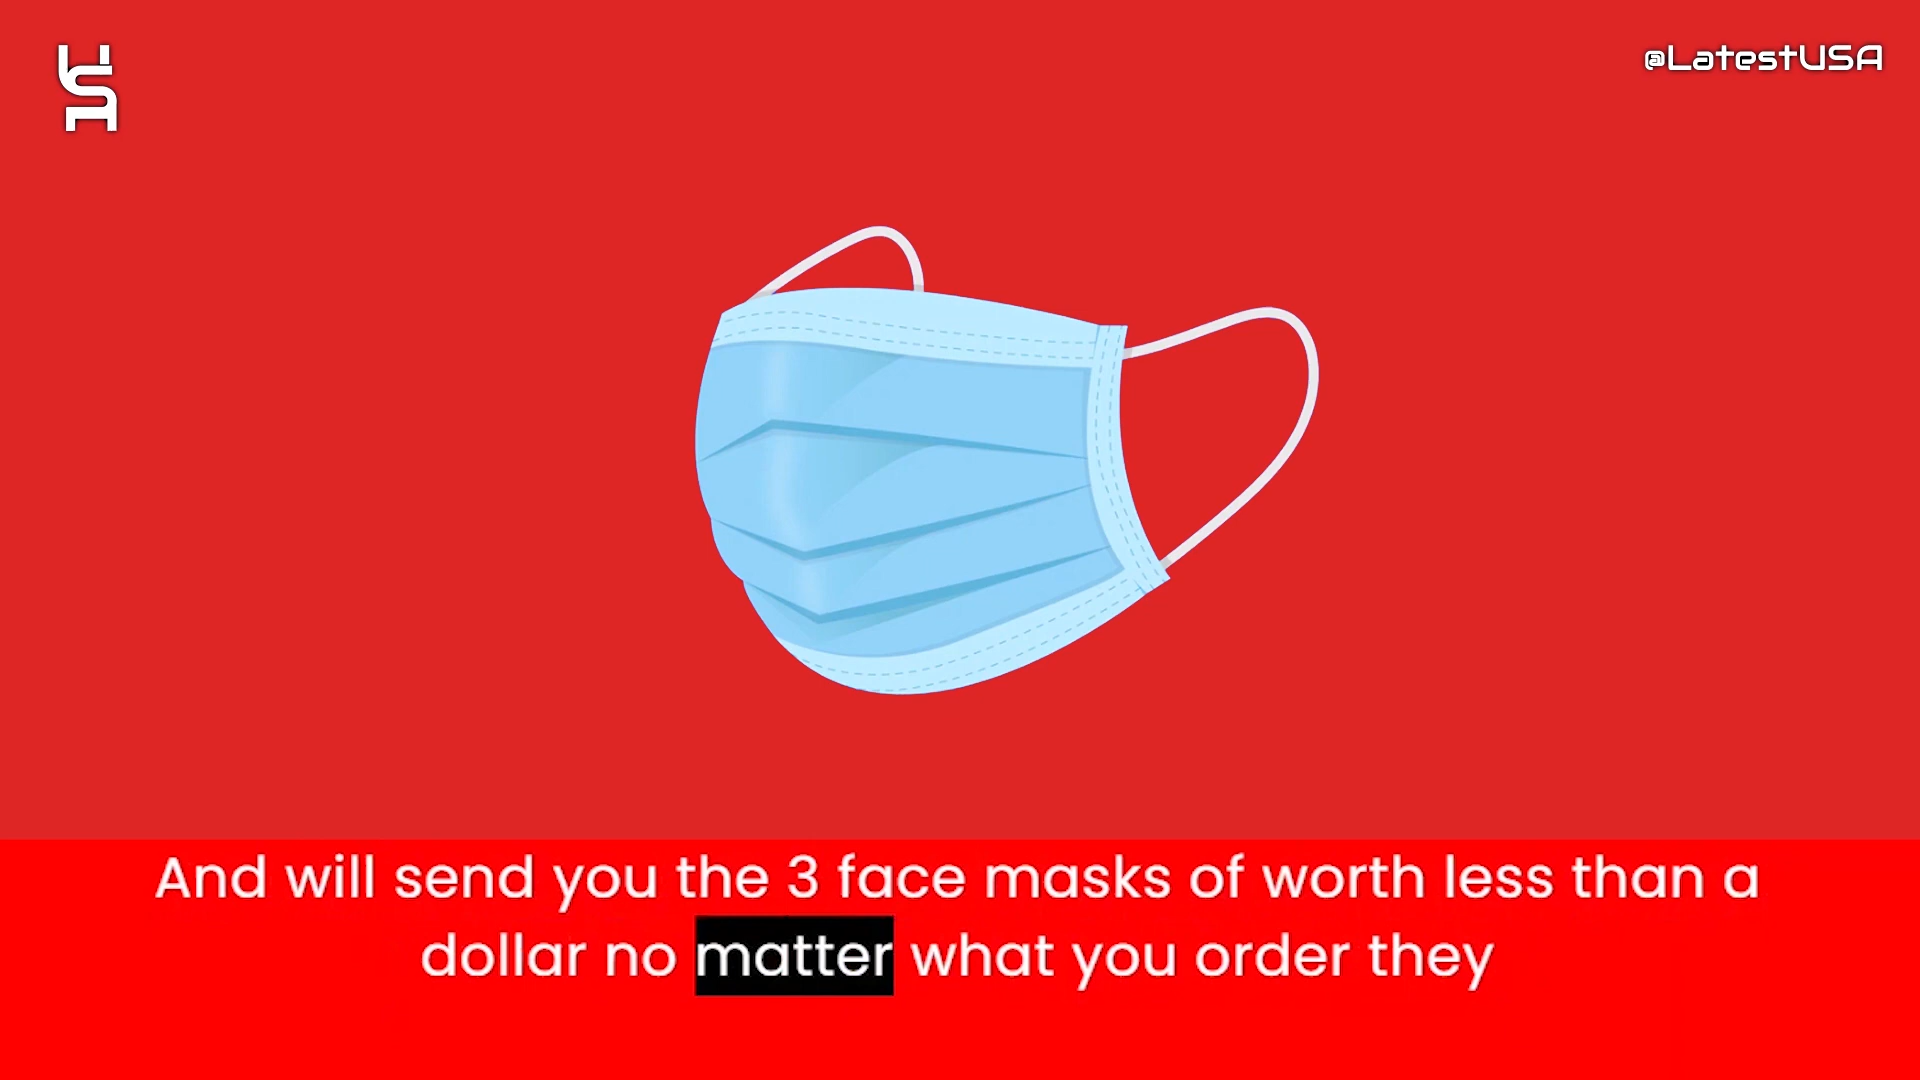 USA
@LatestUSA
And will send you the 3 face masks of worth less than a
dollar no matter what you order they